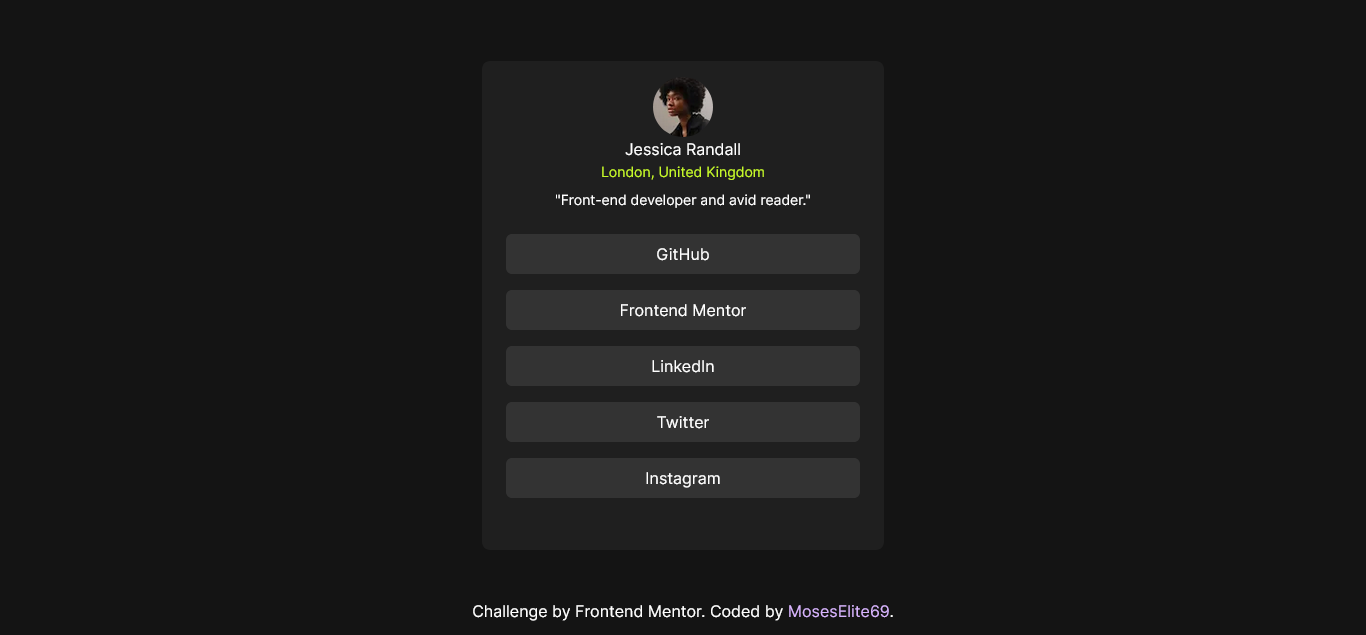 Jessica Randall
London, United Kingdom
"Front-end developer and avid reader."
GitHub
Frontend Mentor
LinkedIn
Twitter
Instagram
Challenge by Frontend Mentor. Coded by MosesElite69.